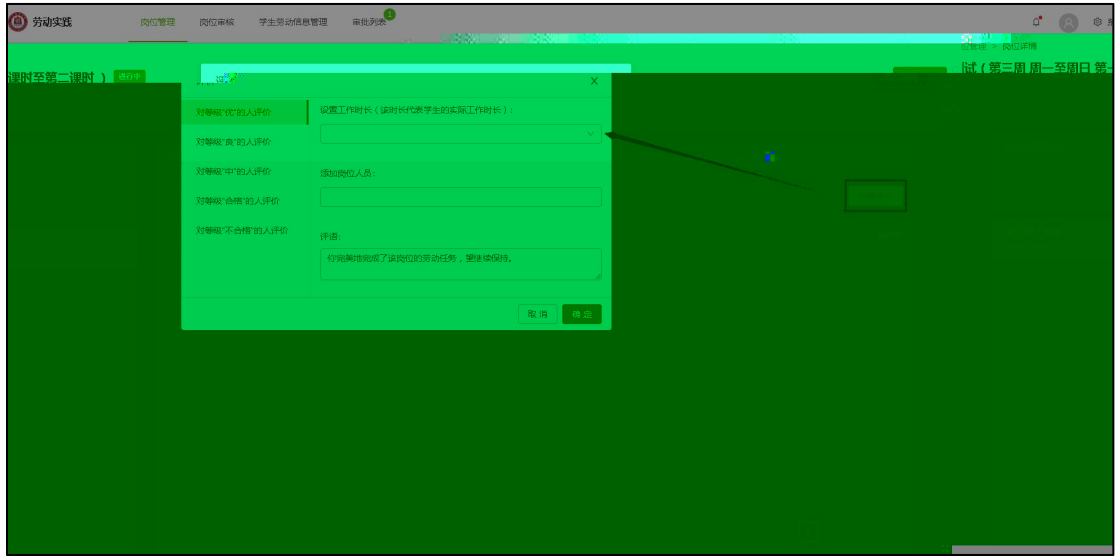 劳动实践
岗位管理 岗位审核 学生劳动信息管理 审批列表 1
岗位详情
课时至第二课时 ) 进行中
试 ( 第三周 周一至周日 第一
X
对等级"优"的人评价
对等级"良"的人评价
对等级"中"的人评价
对等级"合格"的人评价
对等级"不合格"的人评价
设置工作时长 ( 该时长代表学生的实际工作时长 ) :
添加岗位人员:
评语:
你完美地完成了该岗位的劳动任务，望继续保持。
取 消 确 定